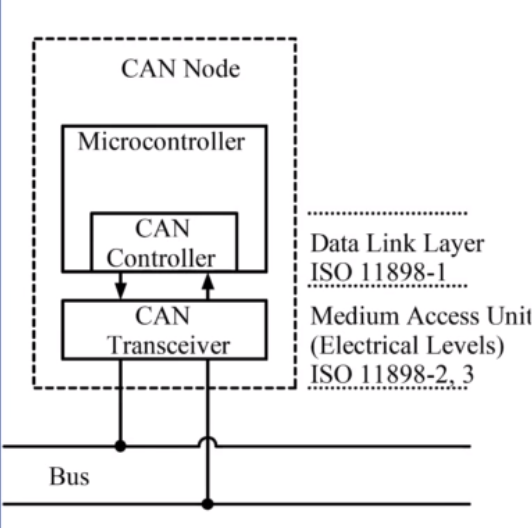 CAN Node
Microcontroller
CAN
Controller
Data Link Layer
ISO 11898-1
CAN
Transceiver
Medium Access Unit
(Electrical Levels)
ISO 11898-2, 3
Bus